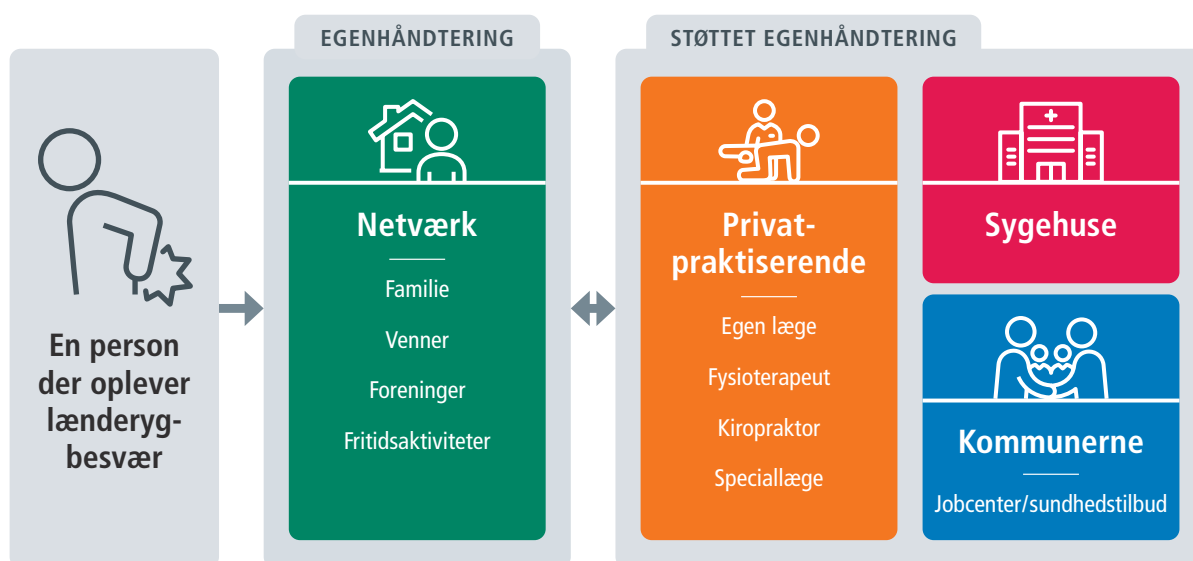 EGENHÅNDTERING
STØTTET EGENHÅNDTERING
En person
der oplever
lænderyg-
besvær
Netværk
Familie
Venner
Foreninger
Fritidsaktiviteter
Privat-
praktiserende
Egen læge
Fysioterapeut
Kiropraktor
Speciallæge
Sygehuse
Kommunerne
Jobcenter/sundhedstilbud